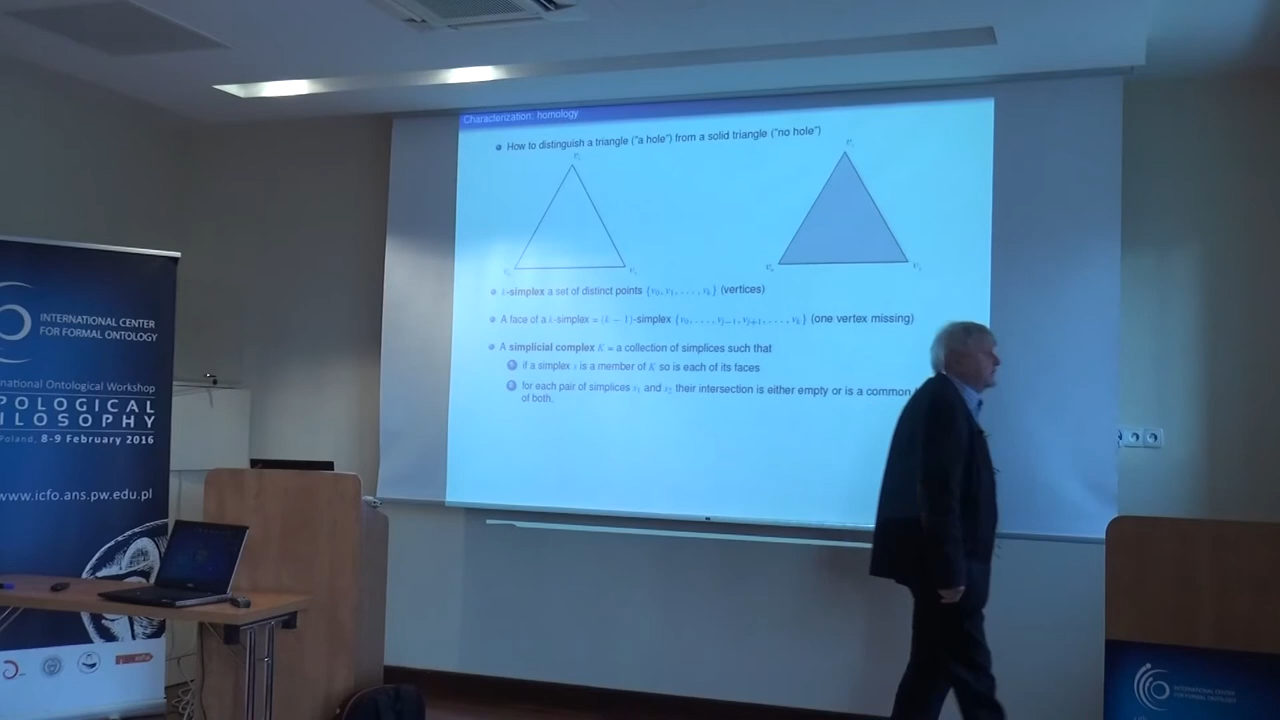 Characterization: homology
How to distinguish a triangle ("a hole") from a solid triangle ("no hole")
k-simplex a set of distinct points {v₀, v₁, . . . , vₖ} (vertices)
A face of a k-simplex = (k − 1)-simplex {v₀, . . . , vⱼ₋₁, vⱼ₊₁, . . . , vₖ} (one vertex missing)
A simplicial complex K = a collection of simplices such that
if a simplex s is a member of K so is each of its faces
for each pair of simplices s₁ and s₂ their intersection is either empty or is a common
of both.
INTERNATIONAL CENTER
FOR FORMAL ONTOLOGY
national Ontological Workshop
POLOGICAL
ILOSOPHY
Poland, 8-9 February 2016
www.icfo.ans.pw.edu.pl
INTERNATIONAL CENTER
FOR FORMAL ONTOLOGY